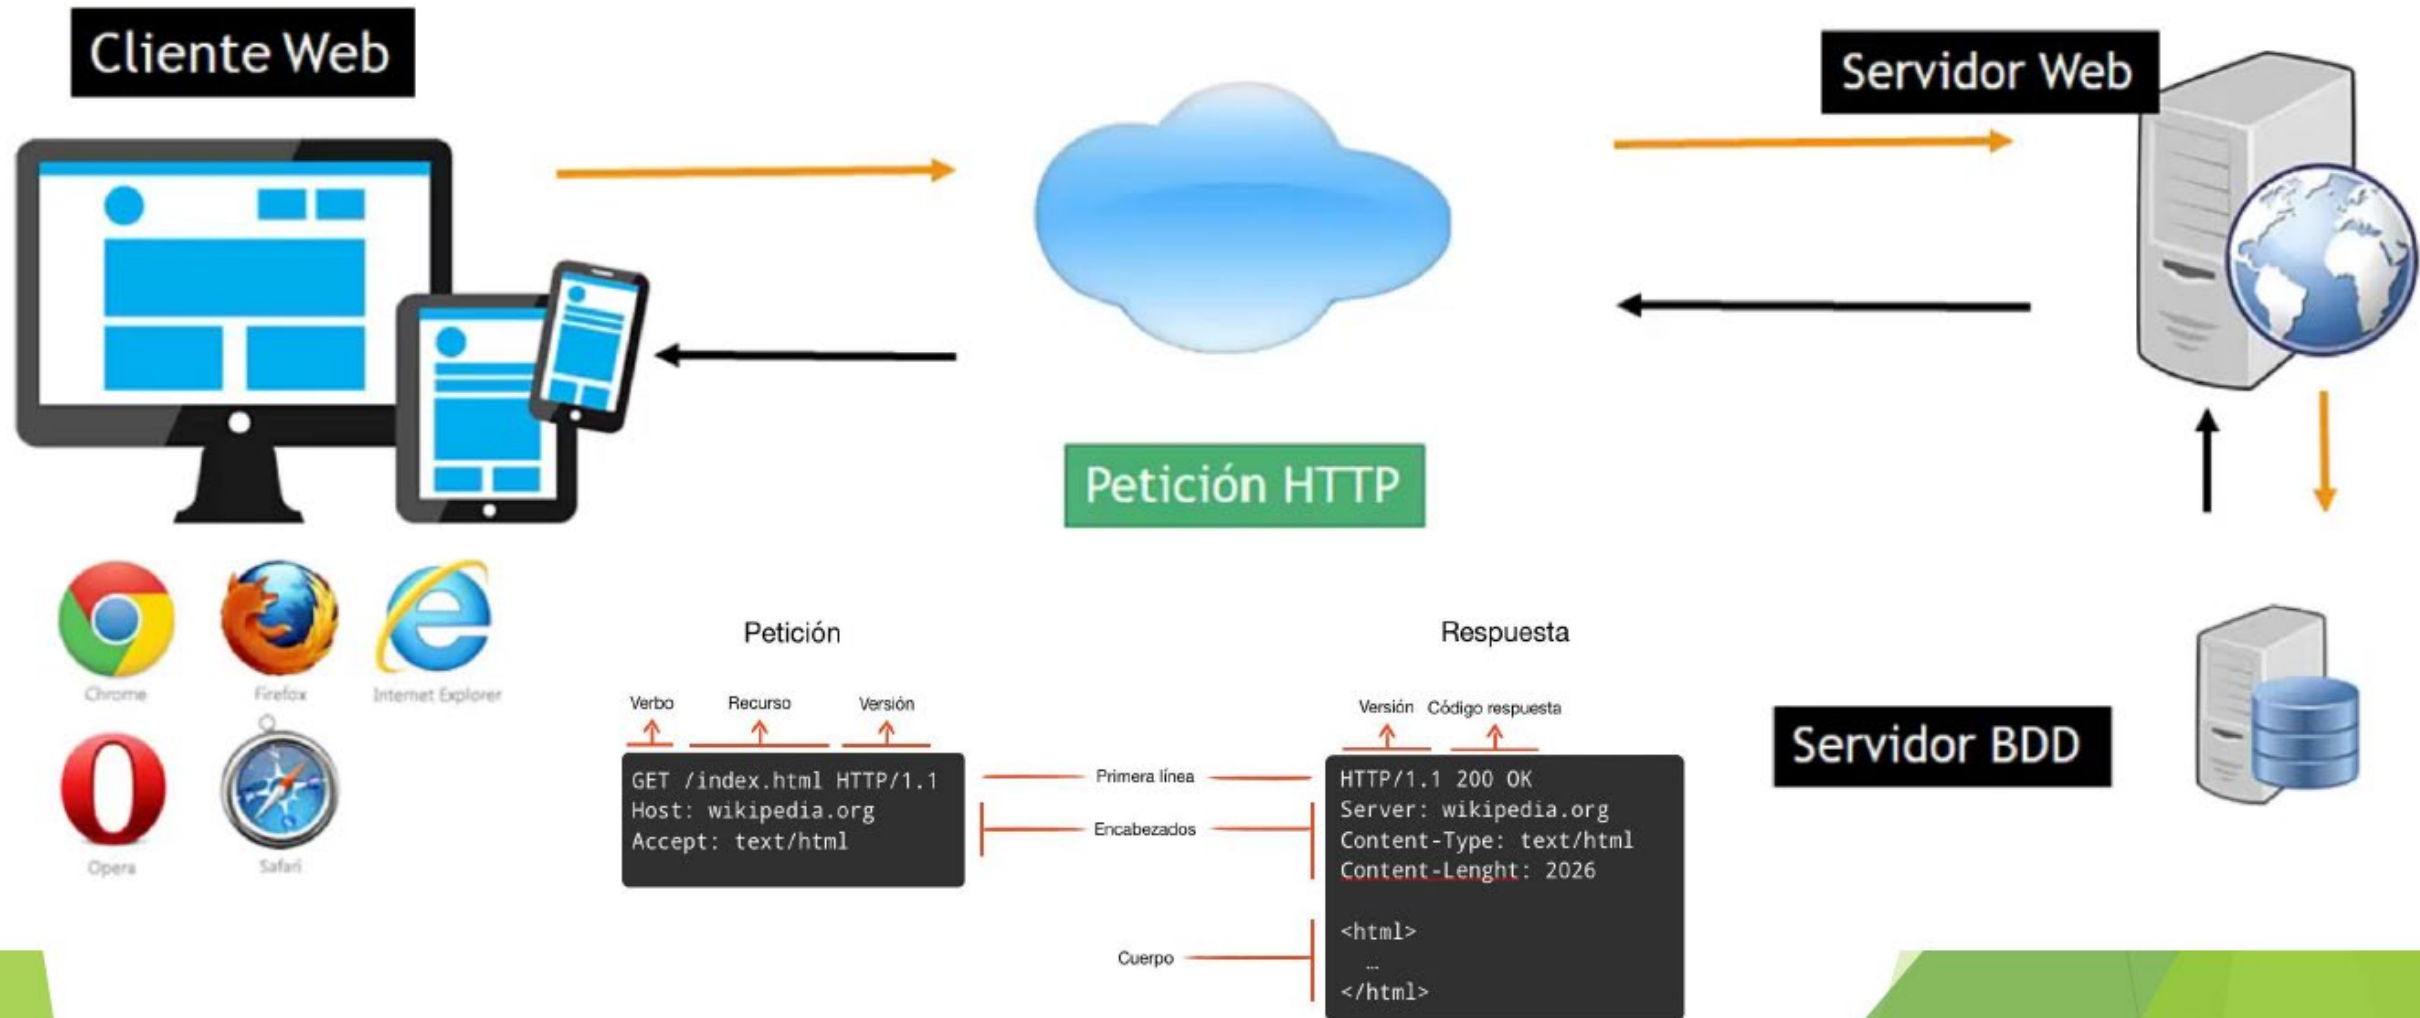 Cliente Web
Servidor Web
Petición HTTP
Chrome
Firefox
Internet Explorer
Opera
Safari
Petición
Verbo
Recurso
Versión
GET /index.html HTTP/1.1
Host: wikipedia.org
Accept: text/html
Primera línea
Encabezados
Cuerpo
Respuesta
Versión
Código respuesta
HTTP/1.1 200 OK
Server: wikipedia.org
Content-Type: text/html
Content-Lenght: 2026
<html>
...
</html>
Servidor BDD